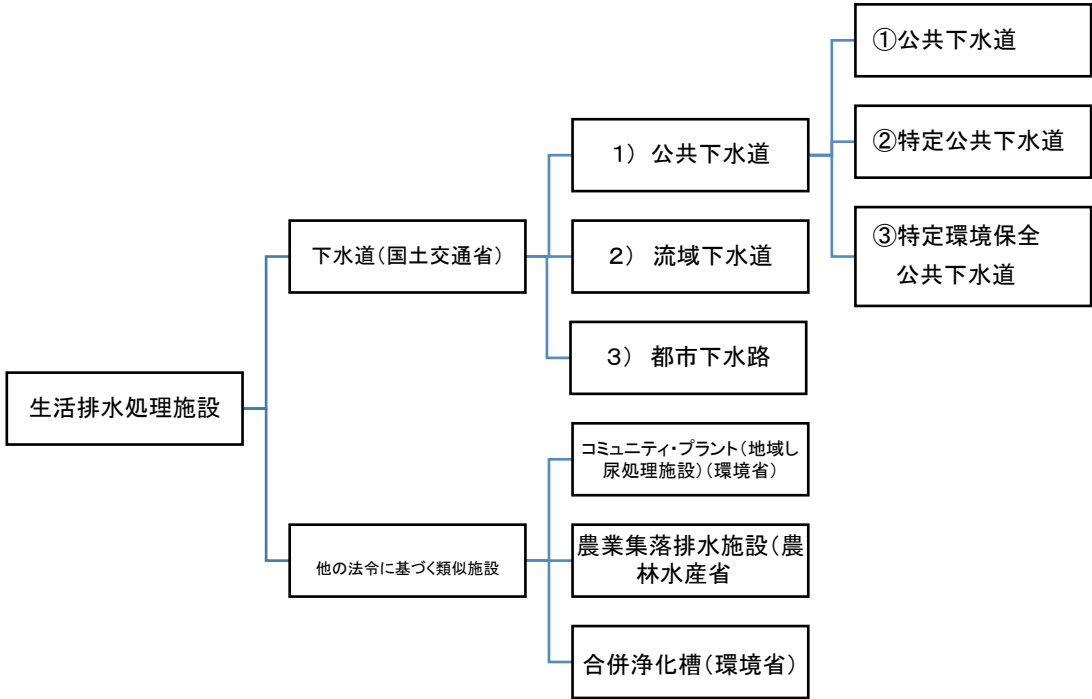 ①公共下水道
1） 公共下水道
②特定公共下水道
③特定環境保全
公共下水道
下水道（国土交通省）
2） 流域下水道
3） 都市下水路
生活排水処理施設
コミュニティ・プラント（地域し
尿処理施設）（環境省）
他の法令に基づく類似施設
農業集落排水施設（農
林水産省
合併浄化槽（環境省）